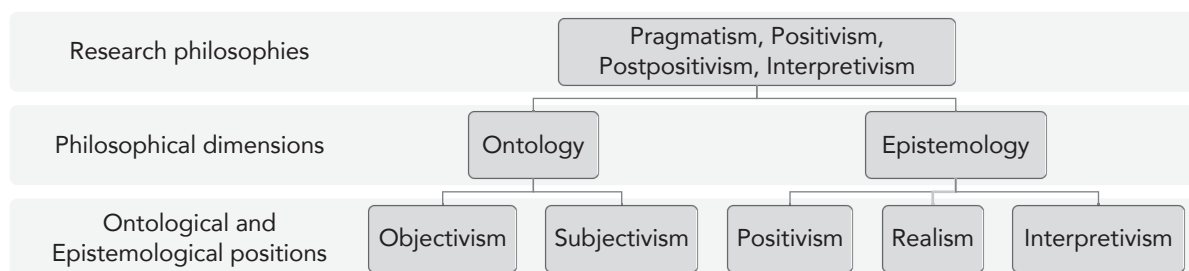 Research philosophies
Pragmatism, Positivism,
Postpositivism, Interpretivism
Philosophical dimensions
Ontology
Epistemology
Ontological and
Epistemological positions
Objectivism
Subjectivism
Positivism
Realism
Interpretivism